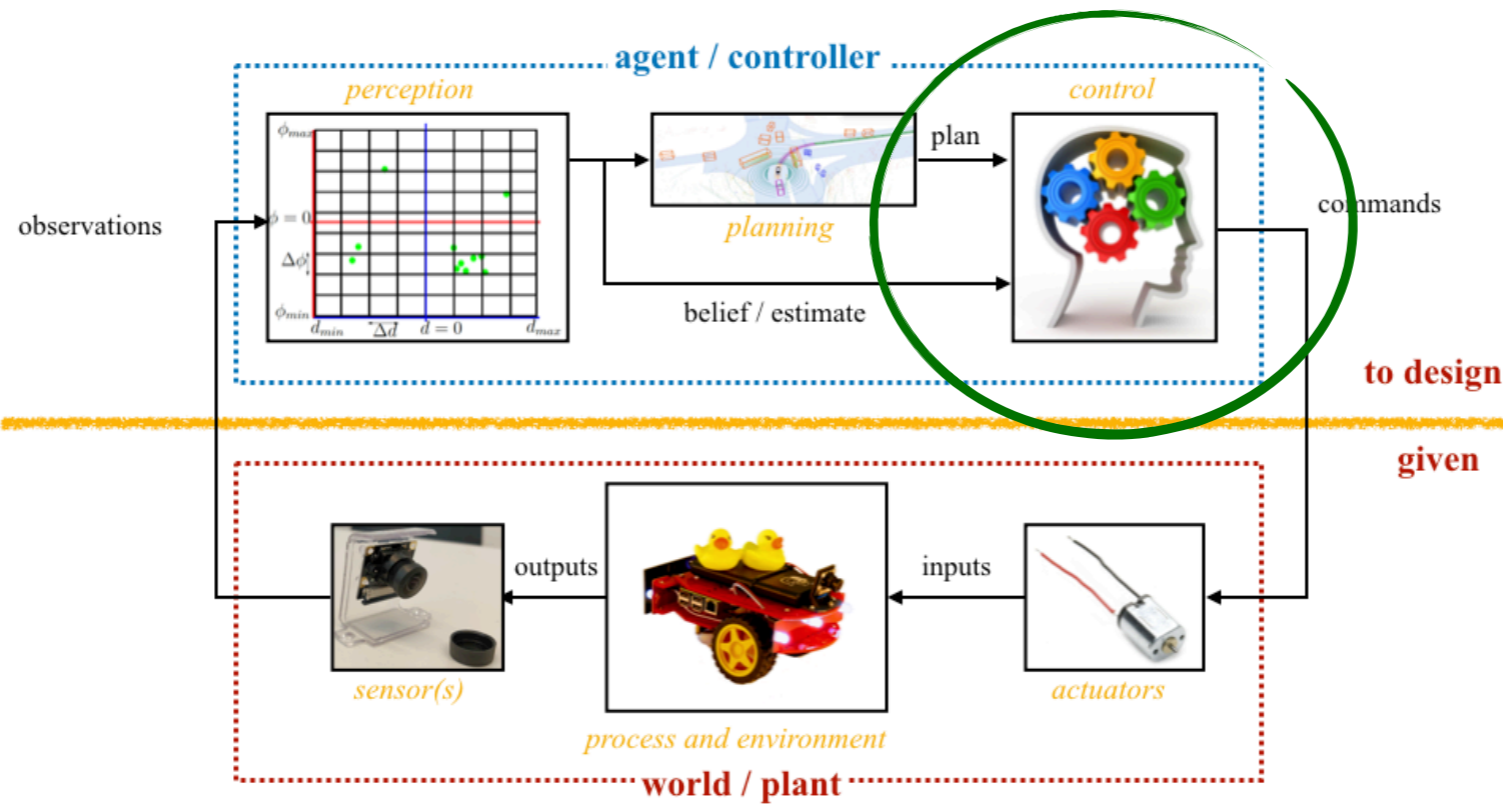 agent / controller
perception
control
ϕmax
ϕ = 0
Δϕ
ϕmin
dmin
Δd
d = 0
dmax
plan
planning
belief / estimate
observations
commands
to design
given
outputs
inputs
sensor(s)
actuators
process and environment
world / plant